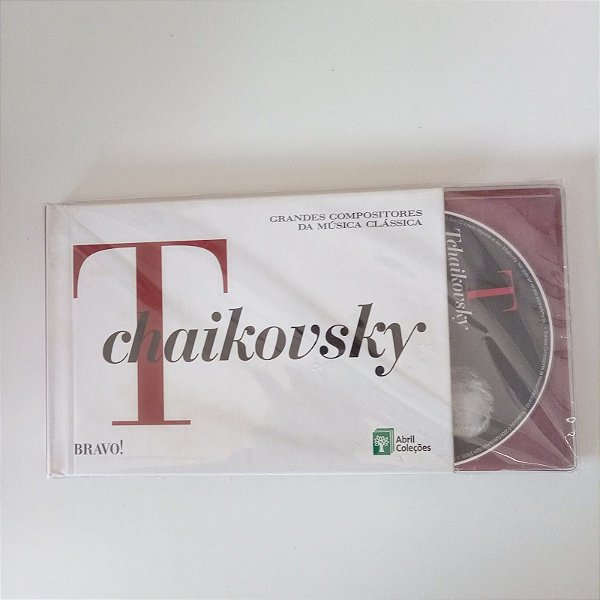 GRANDES COMPOSITORES
DA MÚSICA CLÁSSICA
Tchaikovsky
BRAVO!
Abril
Coleções
T
Tchaikovsky